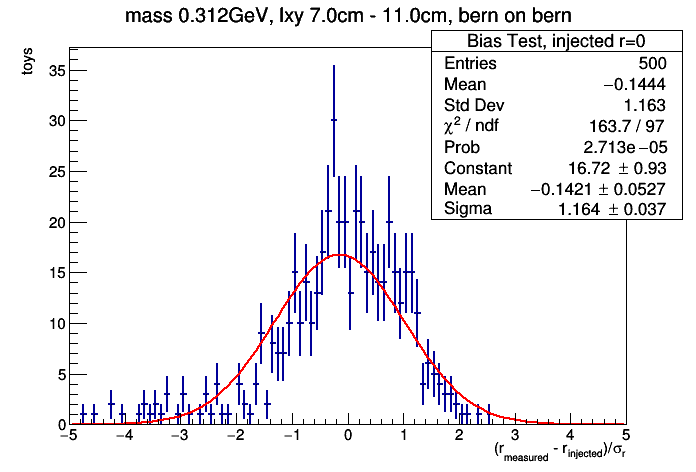 mass 0.312GeV, lxy 7.0cm - 11.0cm, bern on bern
toys
Bias Test, injected r=0
Entries 500
Mean −0.1444
Std Dev 1.163
χ² / ndf 163.7 / 97
Prob 2.713e−05
Constant 16.72 ± 0.93
Mean −0.1421 ± 0.0527
Sigma 1.164 ± 0.037
35
30
25
20
15
10
5
0
−5 −4 −3 −2 −1 0 1 2 3 4 5
(r_measured - r_injected)/σ_r